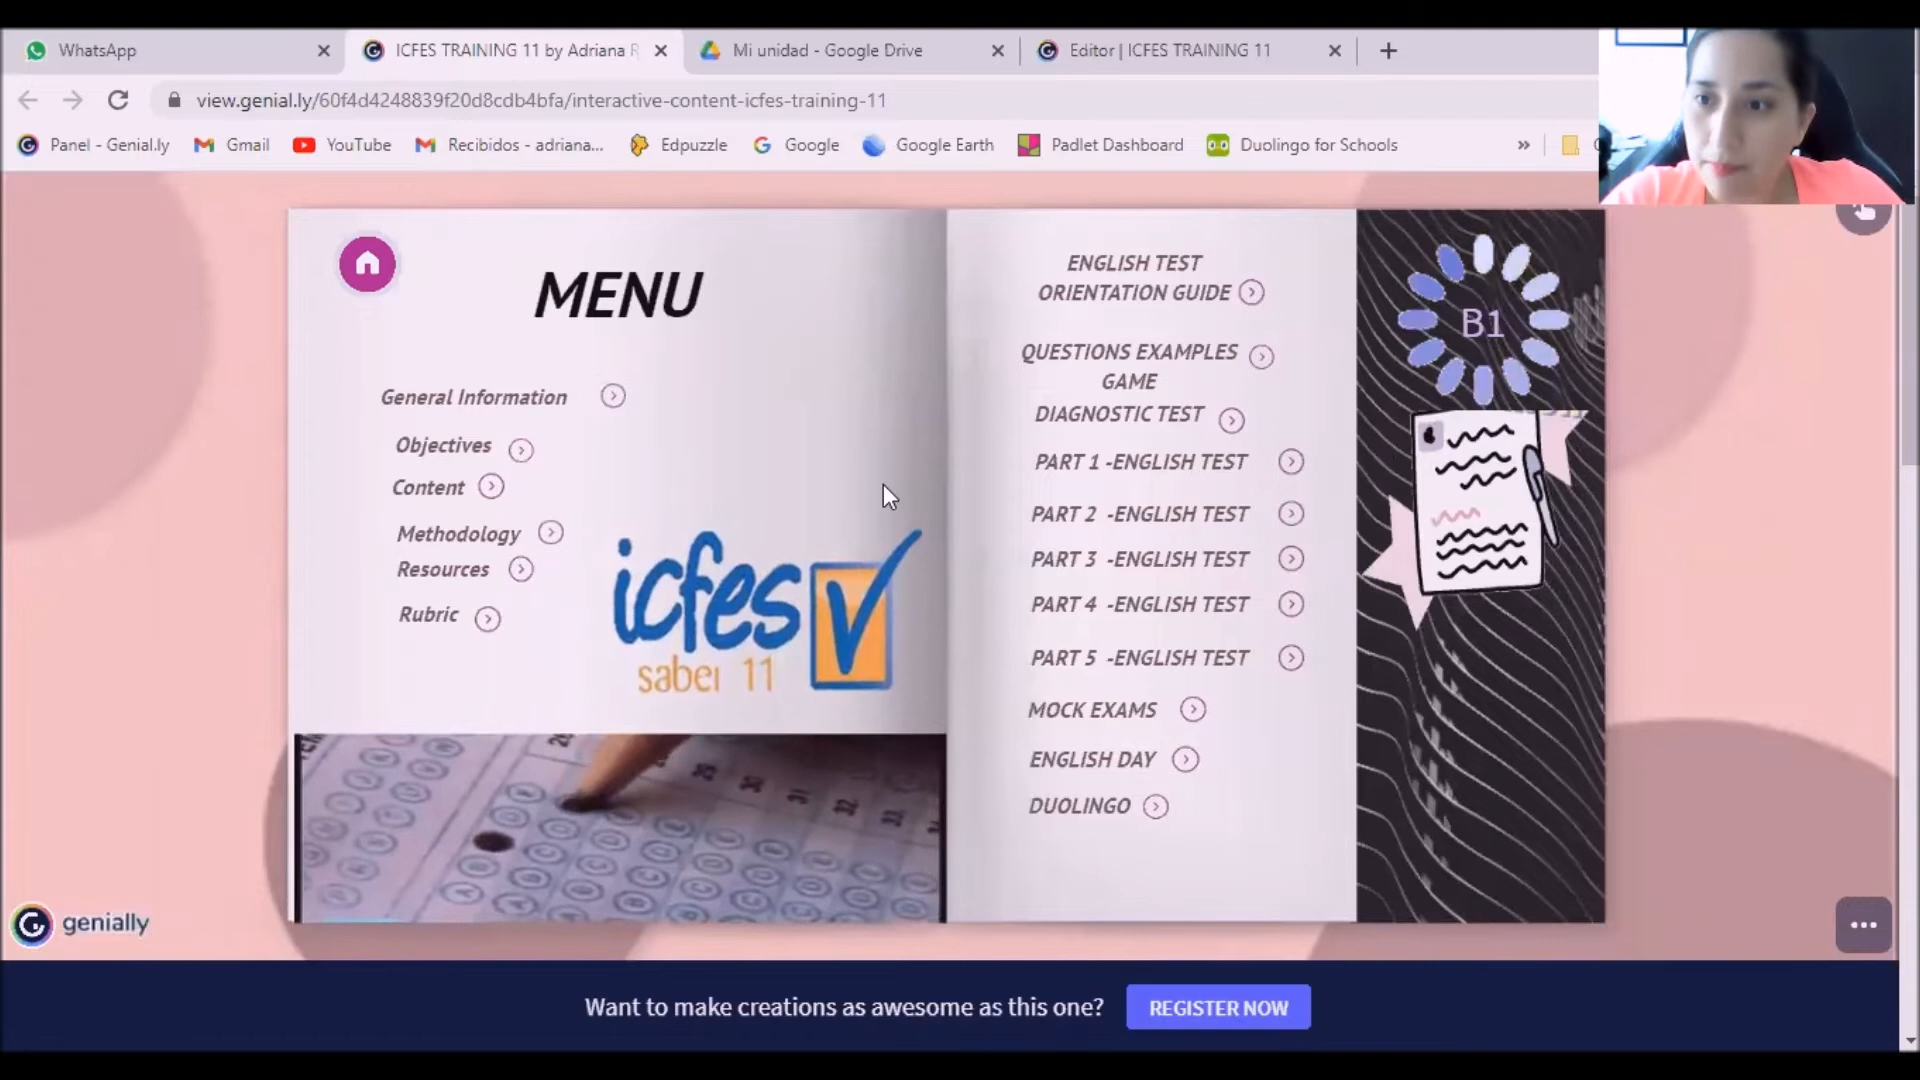 WhatsApp
ICFES TRAINING 11 by Adriana R
Mi unidad - Google Drive
Editor | ICFES TRAINING 11
view.genial.ly/60f4d4248839f20d8cdb4bfa/interactive-content-icfes-training-11
Panel - Genial.ly
Gmail
YouTube
Recibidos - adriana...
Edpuzzle
Google
Google Earth
Padlet Dashboard
Duolingo for Schools
»
MENU
General Information
Objectives
Content
Methodology
Resources
Rubric
icfes
saber 11
ENGLISH TEST
ORIENTATION GUIDE
QUESTIONS EXAMPLES
GAME
DIAGNOSTIC TEST
PART 1 -ENGLISH TEST
PART 2 -ENGLISH TEST
PART 3 -ENGLISH TEST
PART 4 -ENGLISH TEST
PART 5 -ENGLISH TEST
MOCK EXAMS
ENGLISH DAY
DUOLINGO
B1
genially
Want to make creations as awesome as this one?
REGISTER NOW